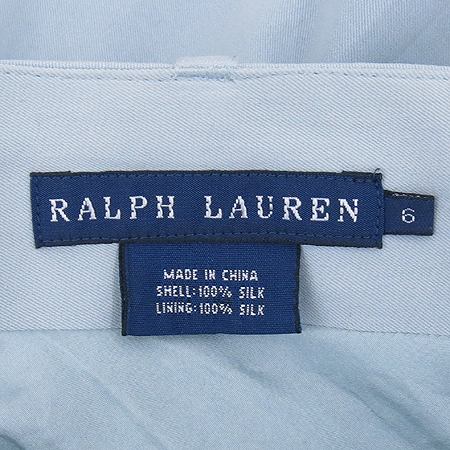 RALPH LAUREN 6
MADE IN CHINA
SHELL: 100% SILK
LINING: 100% SILK